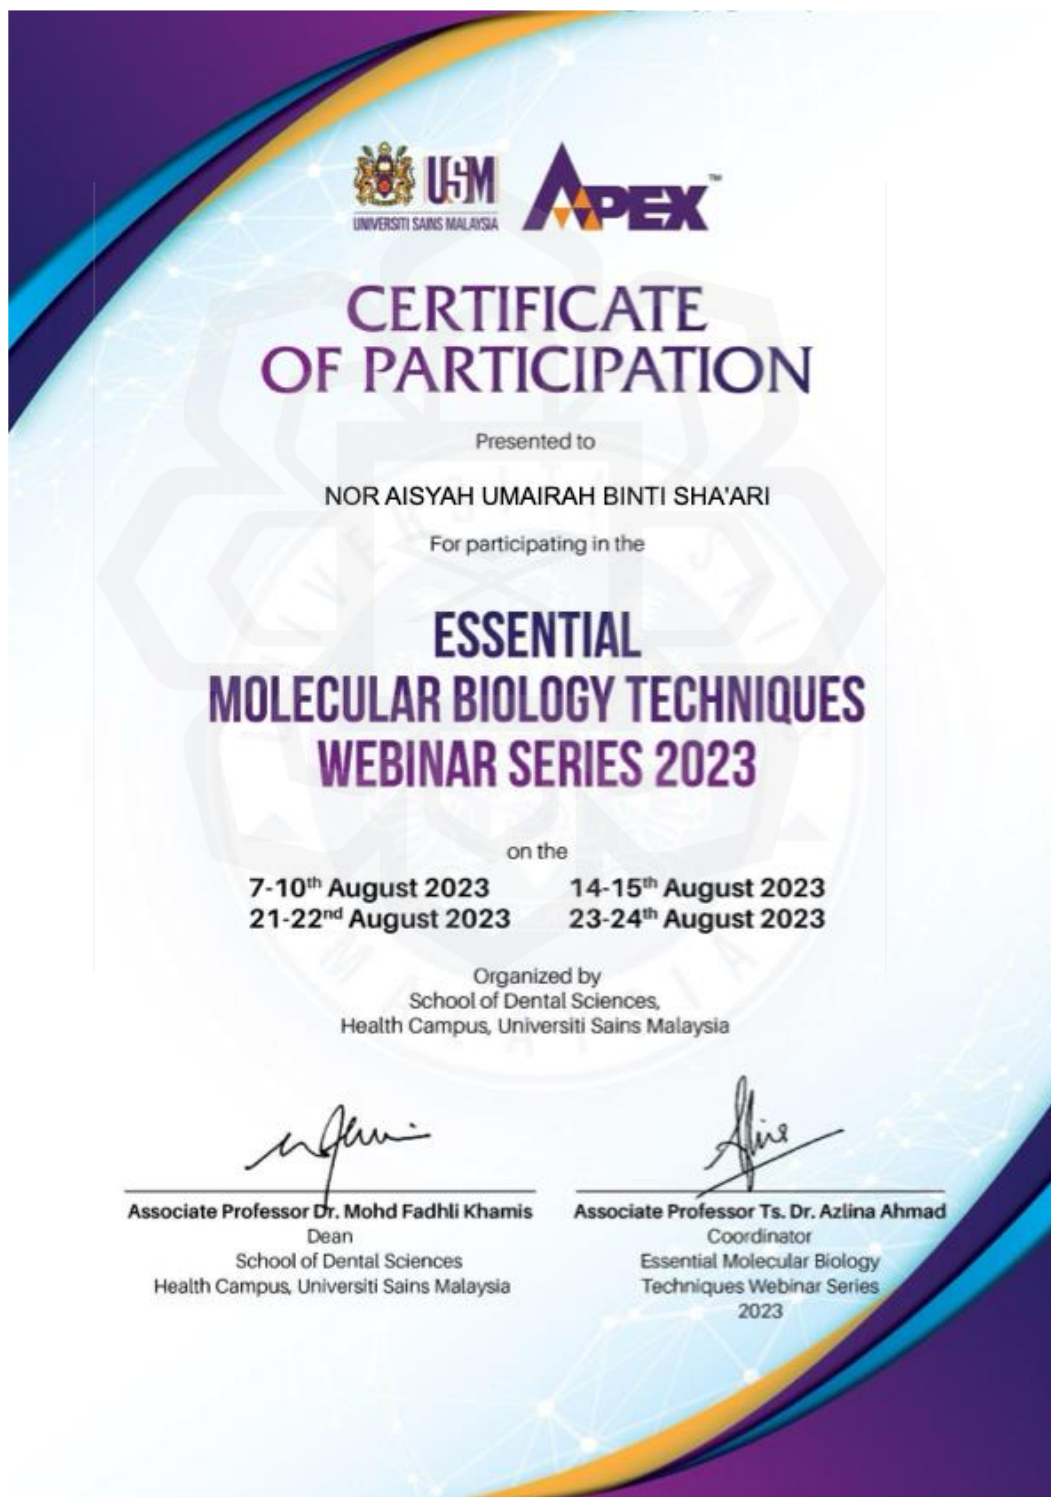 USM
UNIVERSITI SAINS MALAYSIA
APEX™
CERTIFICATE
OF PARTICIPATION
Presented to
NOR AISYAH UMAIRAH BINTI SHA'ARI
For participating in the
ESSENTIAL
MOLECULAR BIOLOGY TECHNIQUES
WEBINAR SERIES 2023
on the
7-10th August 2023 14-15th August 2023
21-22nd August 2023 23-24th August 2023
Organized by
School of Dental Sciences,
Health Campus, Universiti Sains Malaysia
Associate Professor Dr. Mohd Fadhli Khamis
Dean
School of Dental Sciences
Health Campus, Universiti Sains Malaysia
Associate Professor Ts. Dr. Azlina Ahmad
Coordinator
Essential Molecular Biology
Techniques Webinar Series
2023